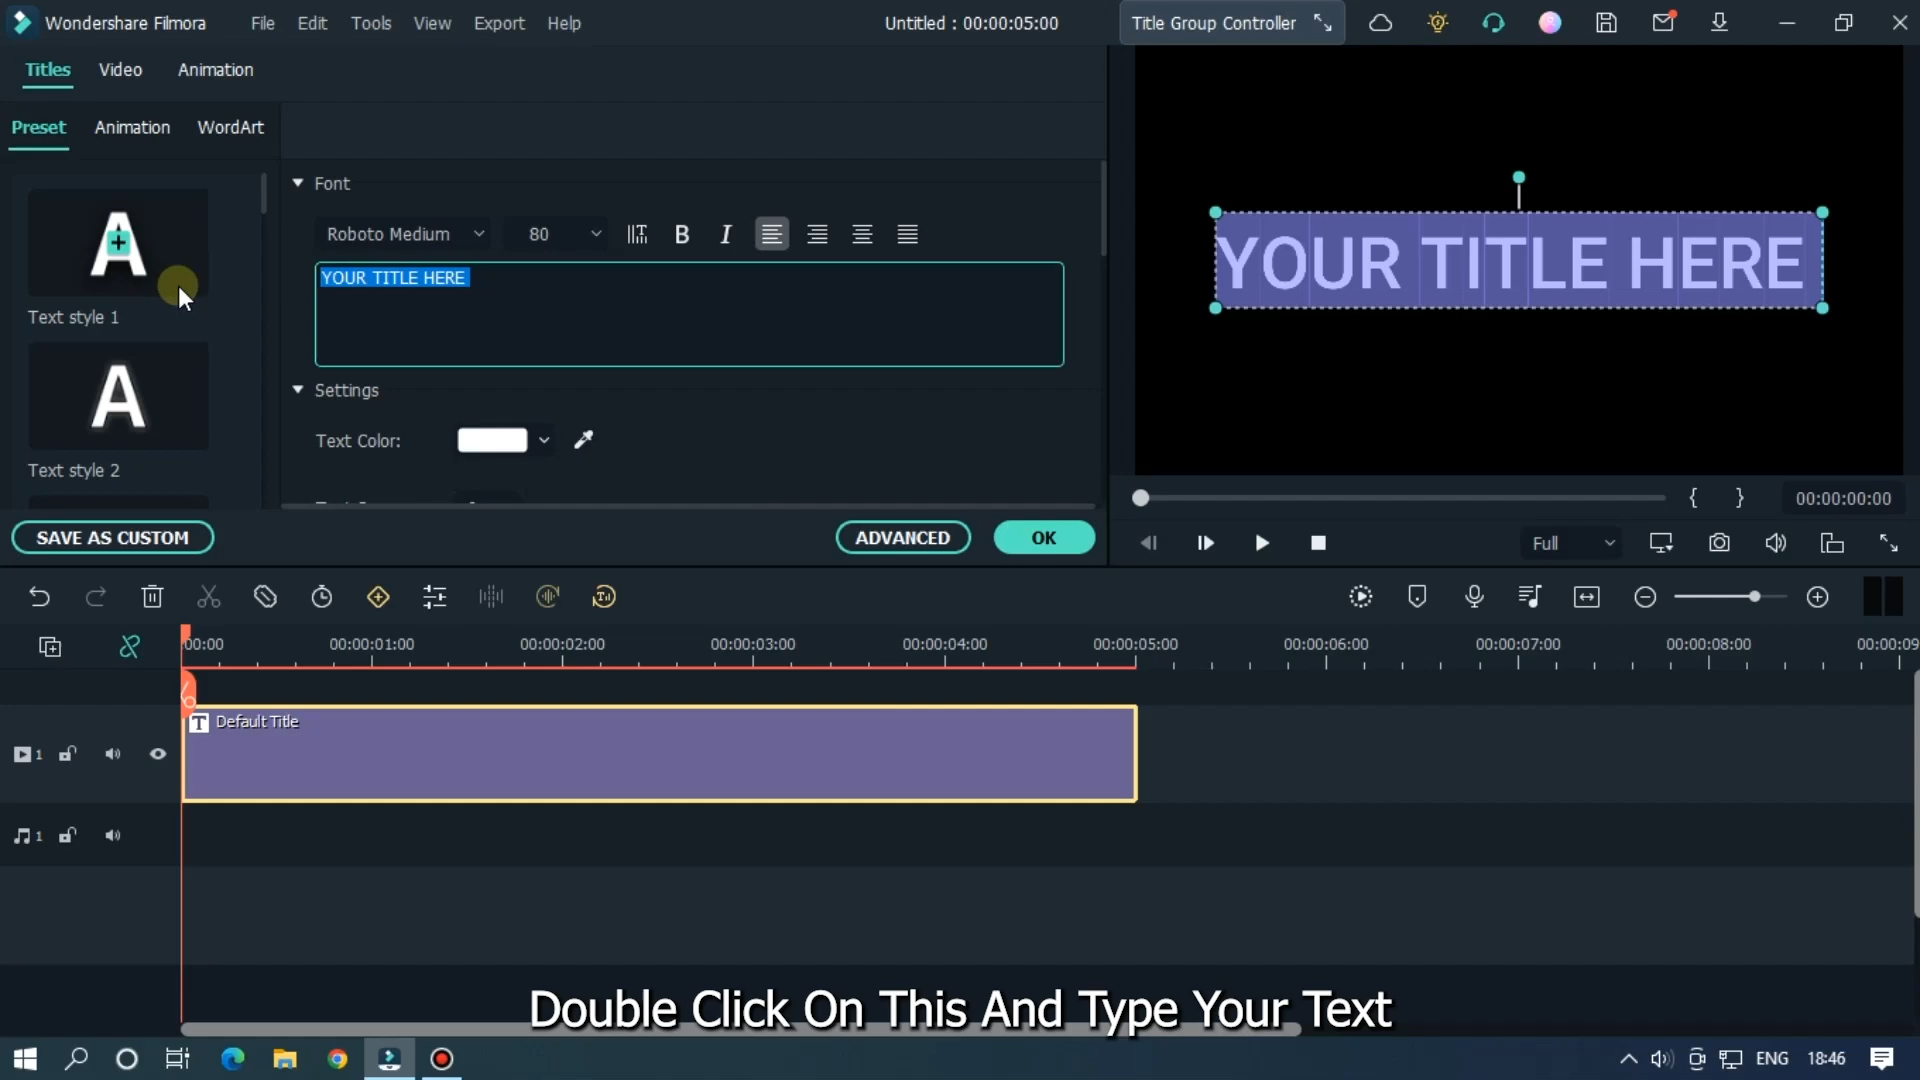 Wondershare Filmora File Edit Tools View Export Help Untitled : 00:00:05:00 Title Group Controller
Titles Video Animation
Preset Animation WordArt
Font
Roboto Medium 80 B I
YOUR TITLE HERE
YOUR TITLE HERE
A
Text style 1
A
Text style 2
Settings
Text Color:
{ } 00:00:00:00
SAVE AS CUSTOM ADVANCED OK
Full
:00:00 00:00:01:00 00:00:02:00 00:00:03:00 00:00:04:00 00:00:05:00 00:00:06:00 00:00:07:00 00:00:08:00 00:00:09
T Default Title
1
1
Double Click On This And Type Your Text
ENG 18:46